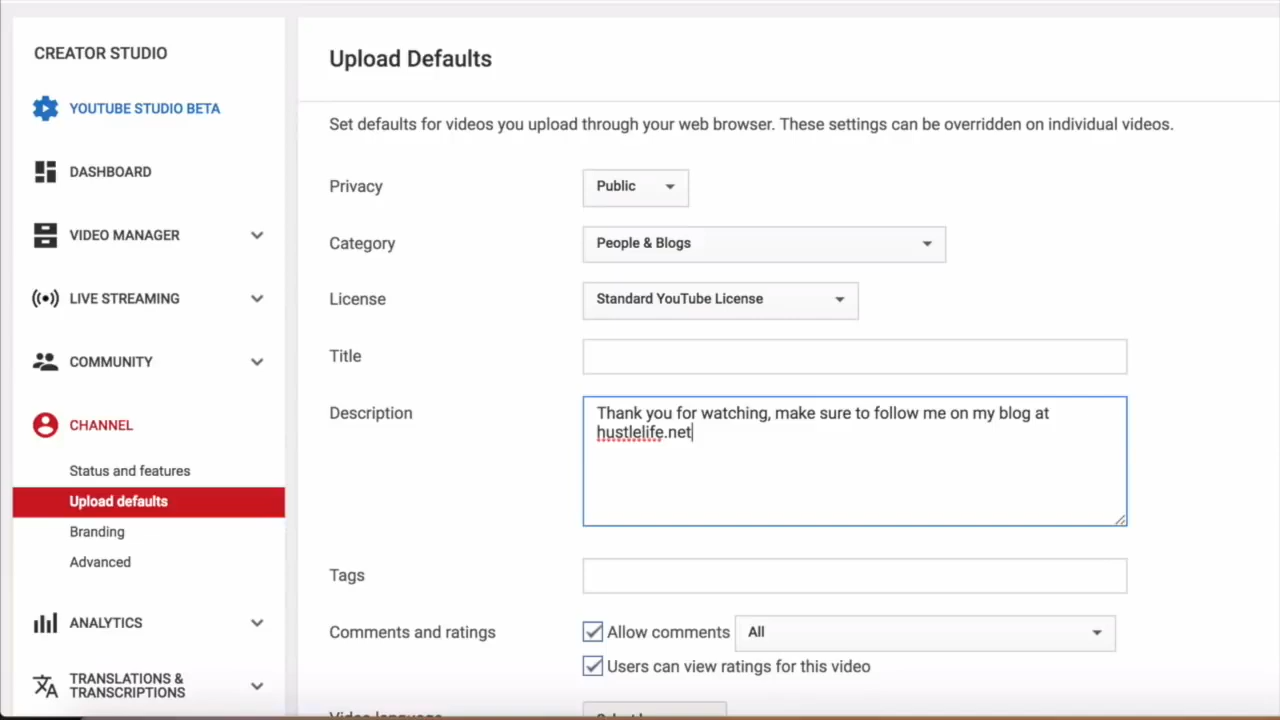 CREATOR STUDIO
YOUTUBE STUDIO BETA
DASHBOARD
VIDEO MANAGER
LIVE STREAMING
COMMUNITY
CHANNEL
Status and features
Upload defaults
Branding
Advanced
ANALYTICS
TRANSLATIONS &
TRANSCRIPTIONS
Upload Defaults
Set defaults for videos you upload through your web browser. These settings can be overridden on individual videos.
Privacy
Public
Category
People & Blogs
License
Standard YouTube License
Title
Description
Thank you for watching, make sure to follow me on my blog at
hustlelife.net
Tags
Comments and ratings
Allow comments
All
Users can view ratings for this video
Video language